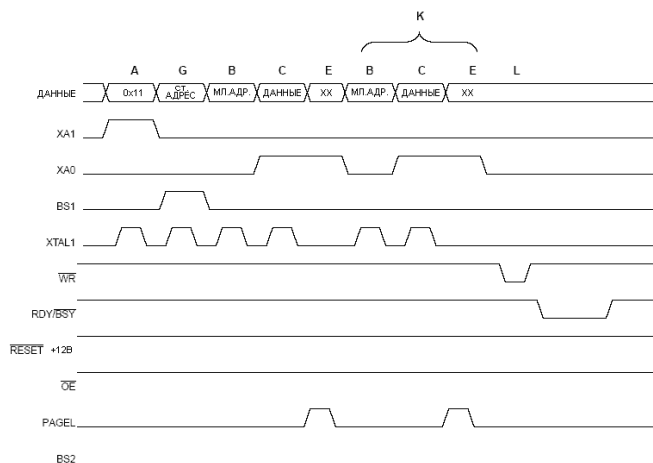 K
A G B C E B C E L
ДАННЫЕ 0x11 СТ. АДРЕС МЛ.АДР. ДАННЫЕ XX МЛ.АДР. ДАННЫЕ XX
XA1
XA0
BS1
XTAL1
WR
RDY/BSY
RESET +12В
OE
PAGEL
BS2